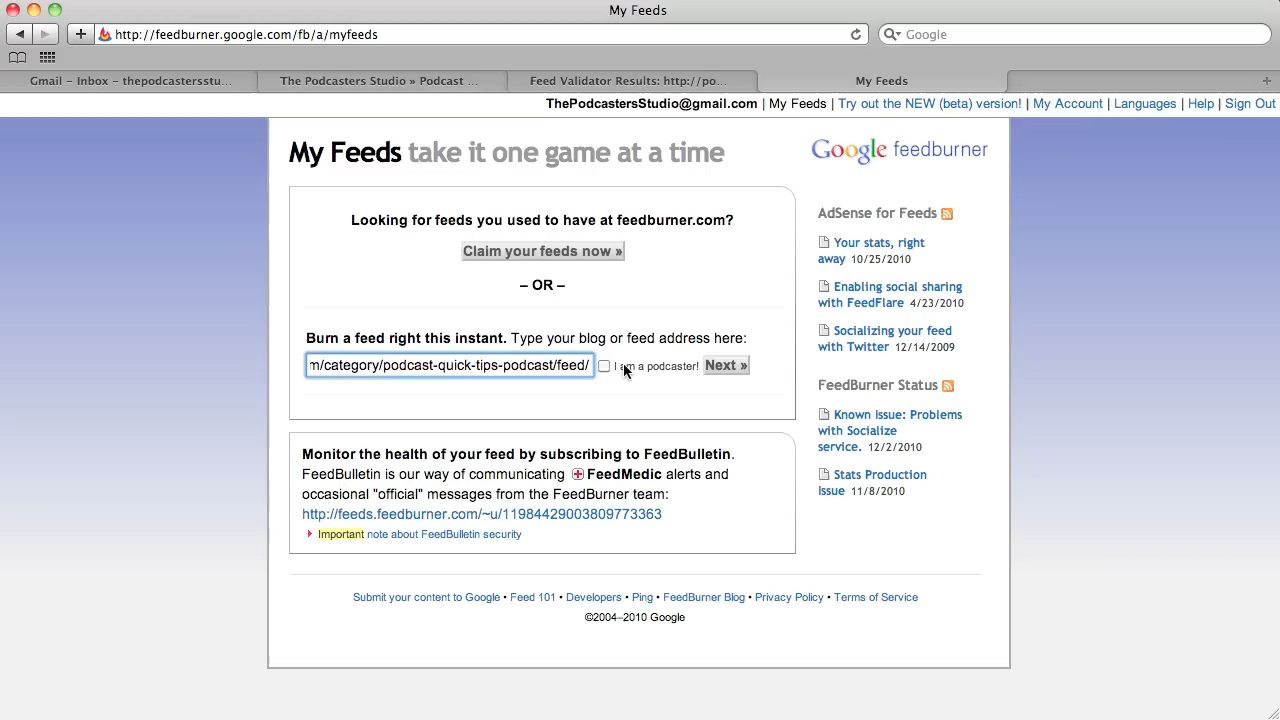 My Feeds
http://feedburner.google.com/fb/a/myfeeds
Google
Gmail – Inbox – thepodcastersstu...
The Podcasters Studio » Podcast ...
Feed Validator Results: http://po...
My Feeds
ThePodcastersStudio@gmail.com | My Feeds | Try out the NEW (beta) version! | My Account | Languages | Help | Sign Out
My Feeds take it one game at a time
Google feedburner
Looking for feeds you used to have at feedburner.com?
Claim your feeds now »
– OR –
Burn a feed right this instant. Type your blog or feed address here:
m/category/podcast-quick-tips-podcast/feed/
I am a podcaster!
Next »
Monitor the health of your feed by subscribing to FeedBulletin.
FeedBulletin is our way of communicating FeedMedic alerts and
occasional "official" messages from the FeedBurner team:
http://feeds.feedburner.com/~u/11984429003809773363
Important note about FeedBulletin security
AdSense for Feeds
Your stats, right
away 10/25/2010
Enabling social sharing
with FeedFlare 4/23/2010
Socializing your feed
with Twitter 12/14/2009
FeedBurner Status
Known Issue: Problems
with Socialize
service. 12/2/2010
Stats Production
Issue 11/8/2010
Submit your content to Google • Feed 101 • Developers • Ping • FeedBurner Blog • Privacy Policy • Terms of Service
©2004–2010 Google